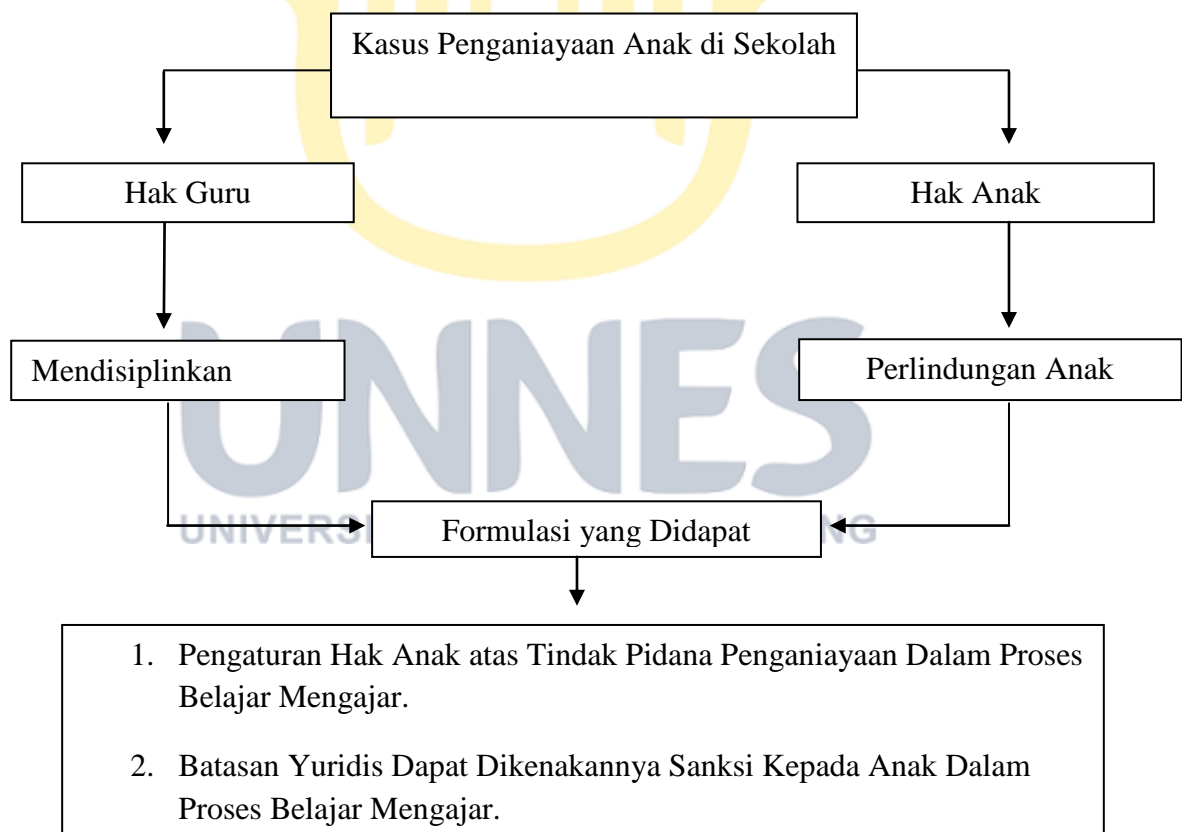 Kasus Penganiayaan Anak di Sekolah
Hak Guru
Hak Anak
Mendisiplinkan
Perlindungan Anak
UNNES
Formulasi yang Didapat
1. Pengaturan Hak Anak atas Tindak Pidana Penganiayaan Dalam Proses
Belajar Mengajar.
2. Batasan Yuridis Dapat Dikenakannya Sanksi Kepada Anak Dalam
Proses Belajar Mengajar.